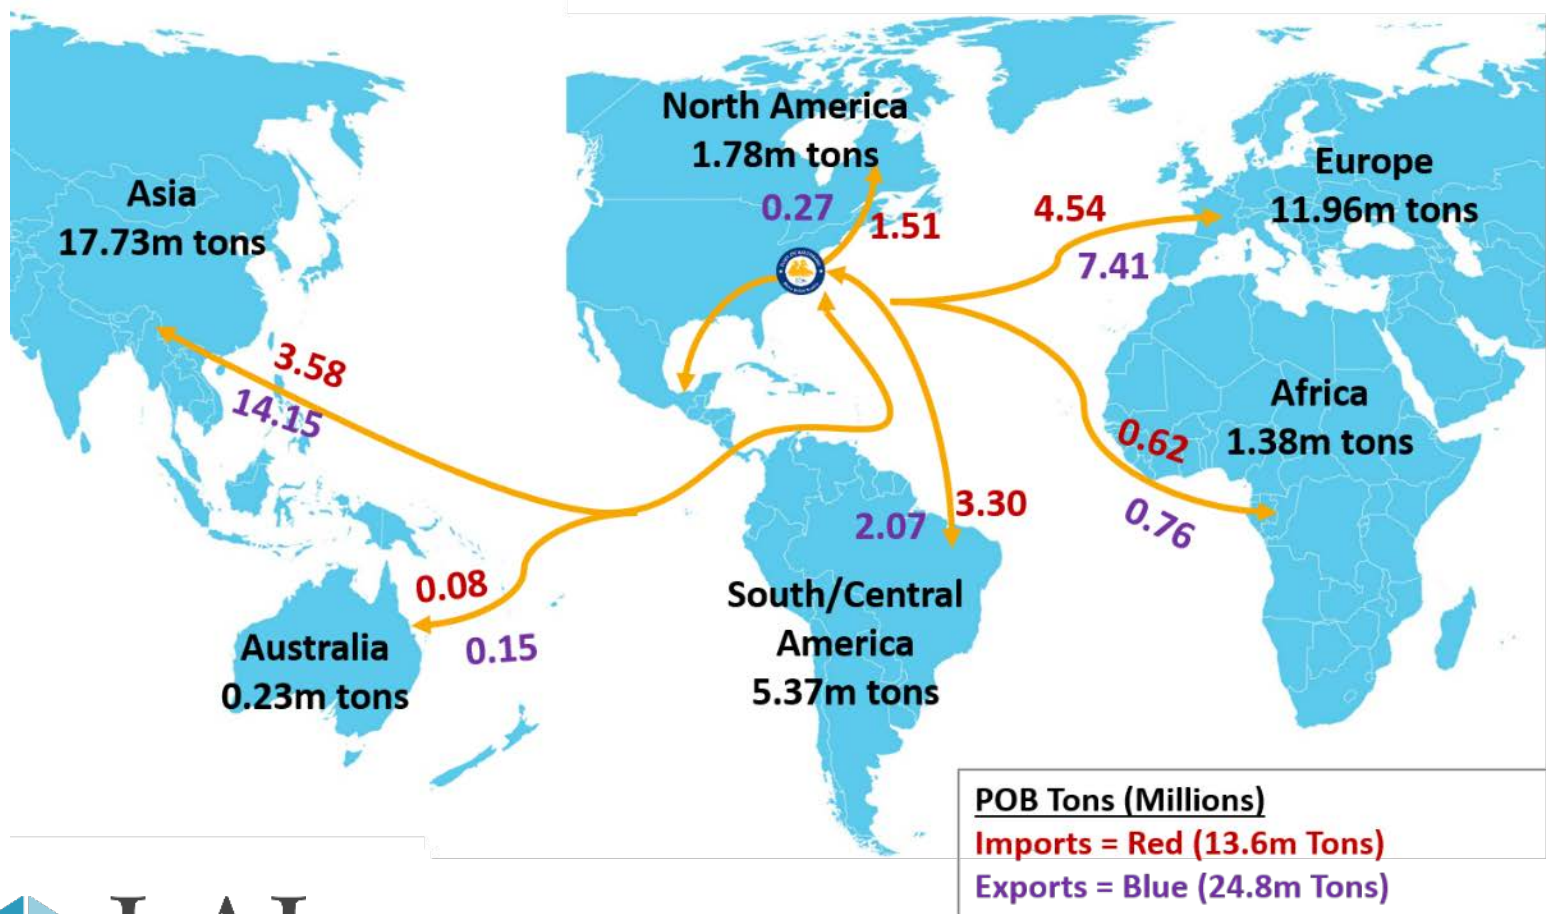 North America
1.78m tons
0.27
1.51
Asia
17.73m tons
Europe
11.96m tons
4.54
7.41
3.58
14.15
Africa
1.38m tons
0.62
0.76
3.30
2.07
South/Central
America
5.37m tons
0.08
0.15
Australia
0.23m tons
POB Tons (Millions)
Imports = Red (13.6m Tons)
Exports = Blue (24.8m Tons)